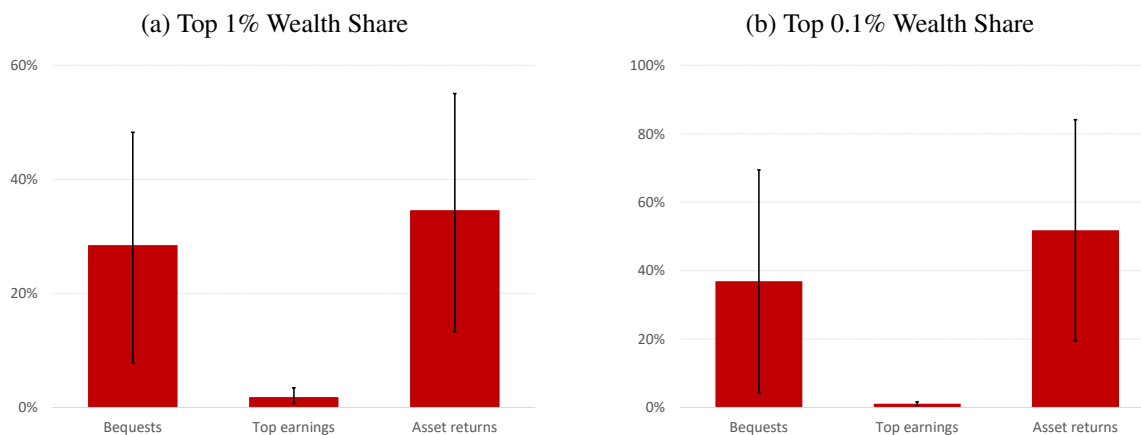 (a) Top 1% Wealth Share
60%
40%
20%
0%
Bequests Top earnings Asset returns
(b) Top 0.1% Wealth Share
100%
80%
60%
40%
20%
0%
Bequests Top earnings Asset returns